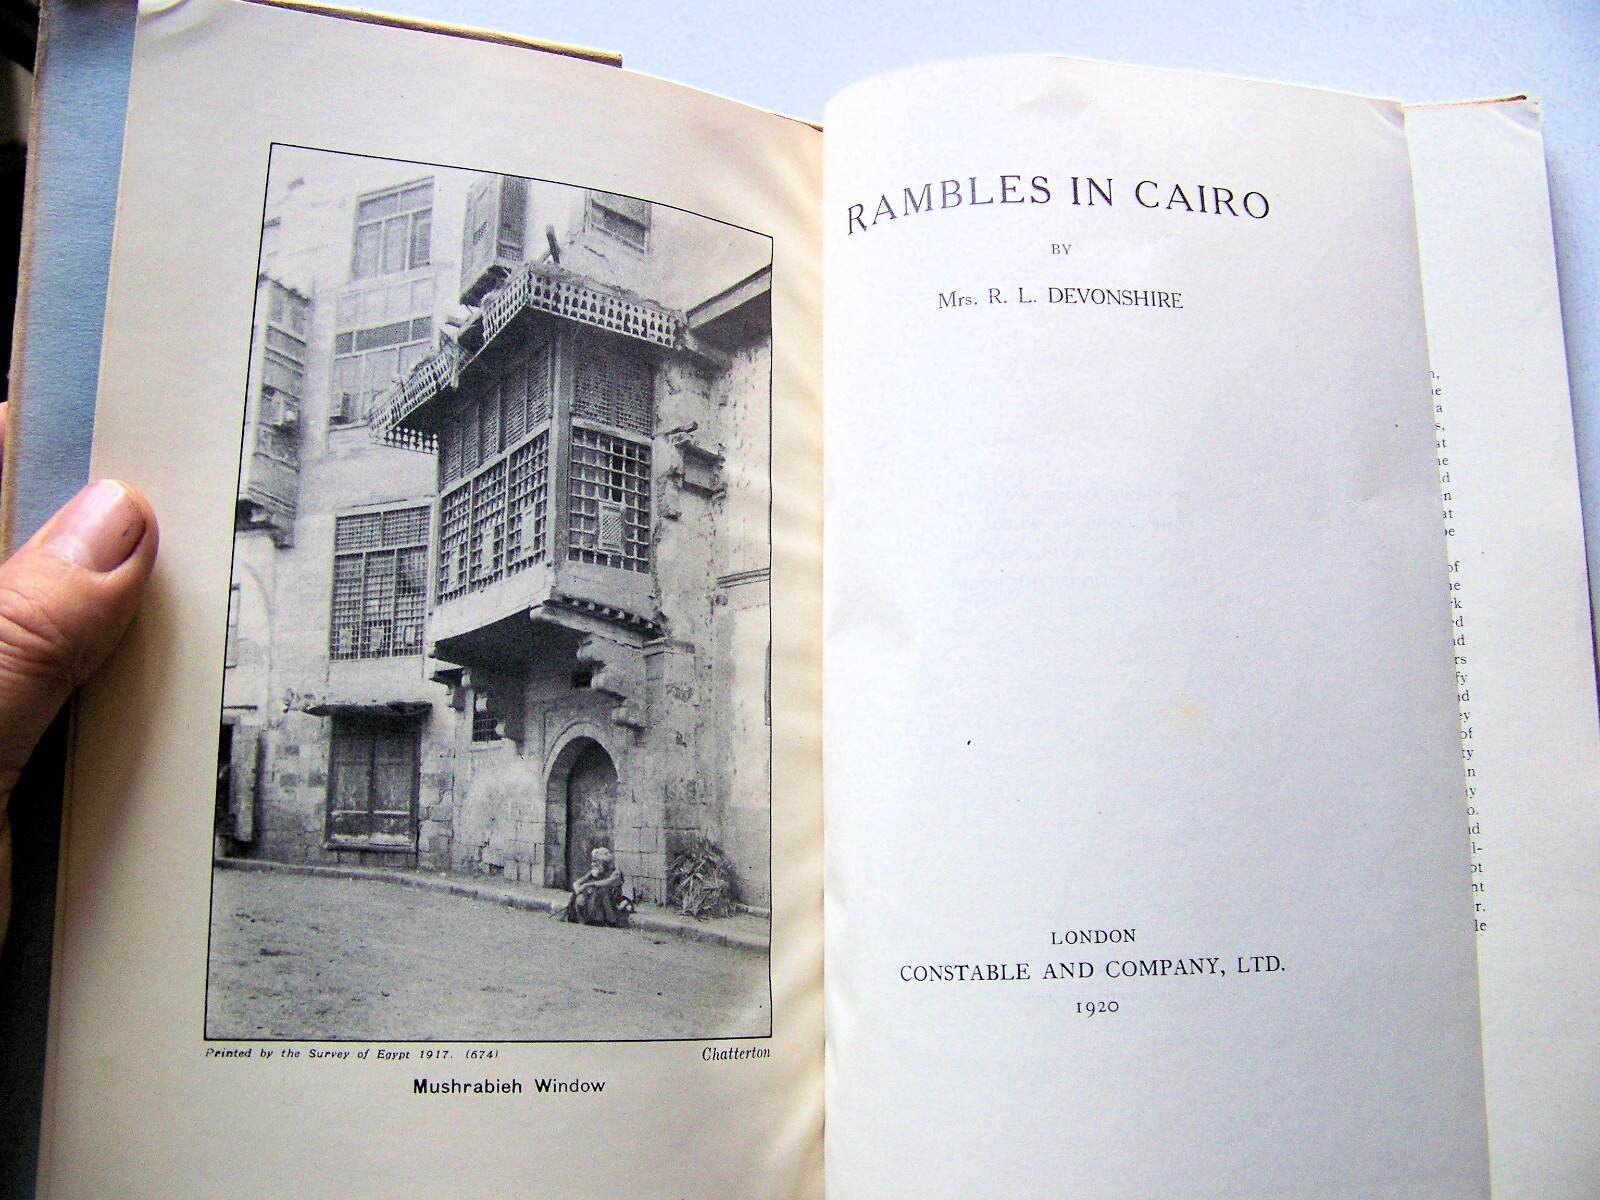 Printed by the Survey of Egypt 1917. (674)
Chatterton
Mushrabieh Window
RAMBLES IN CAIRO
BY
Mrs. R. L. DEVONSHIRE
LONDON
CONSTABLE AND COMPANY, LTD.
1920